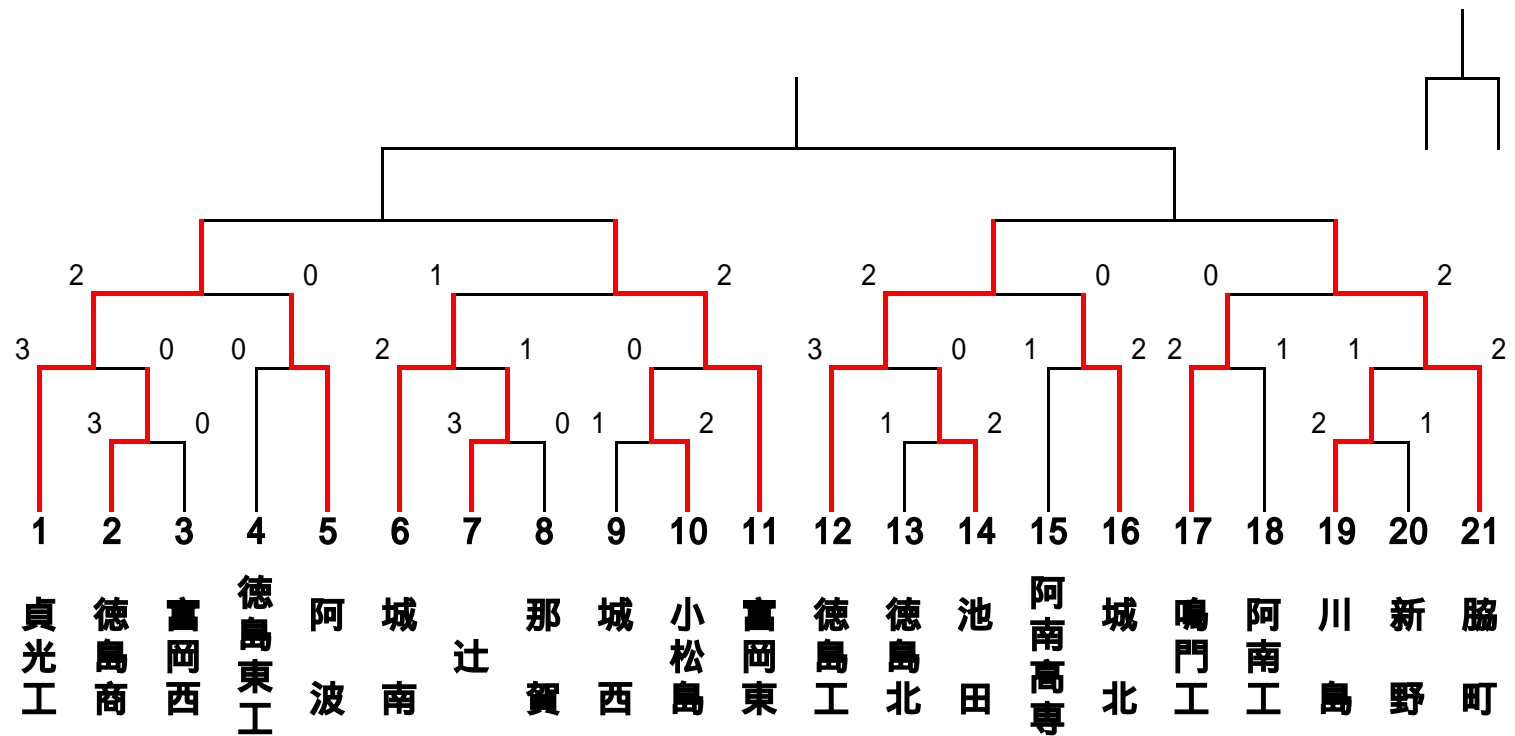 2 0 1 2 2 0 0 2
3 0 0 2 1 0 3 0 1 2 2 1 1 2
3 0 3 0 1 2 1 2 2 1
1 2 3 4 5 6 7 8 9 10 11 12 13 14 15 16 17 18 19 20 21
貞光工
徳島商
富岡西
徳島東工
阿波
城南
辻
那賀
城西
小松島
富岡東
徳島工
徳島北
池田
阿南高専
城北
鳴門工
阿南工
川島
新野
脇町